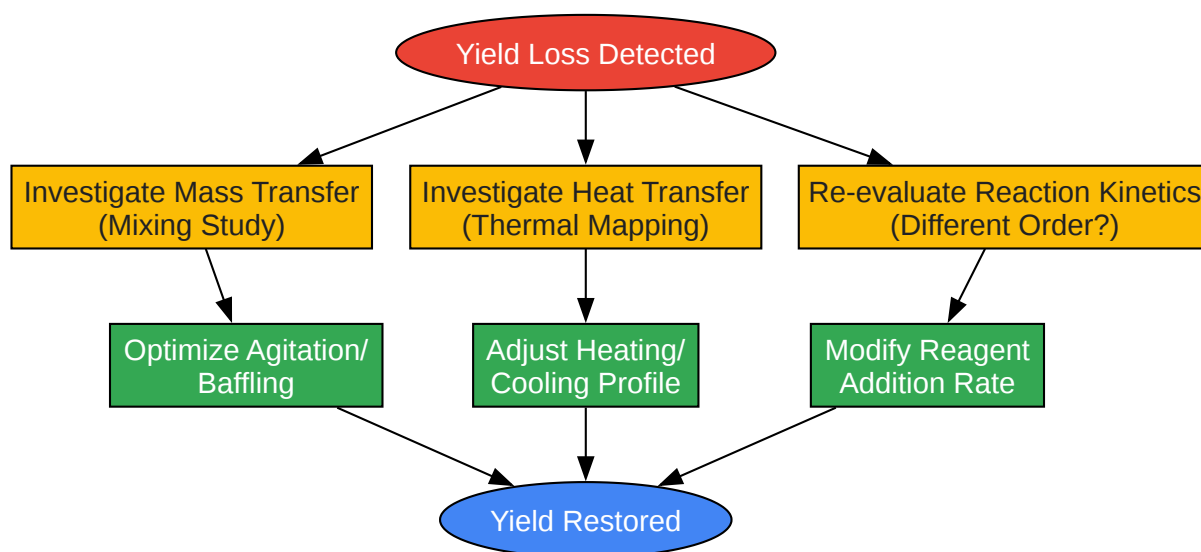 Yield Loss Detected
Investigate Mass Transfer
(Mixing Study)
Investigate Heat Transfer
(Thermal Mapping)
Re-evaluate Reaction Kinetics
(Different Order?)
Optimize Agitation/
Baffling
Adjust Heating/
Cooling Profile
Modify Reagent
Addition Rate
Yield Restored